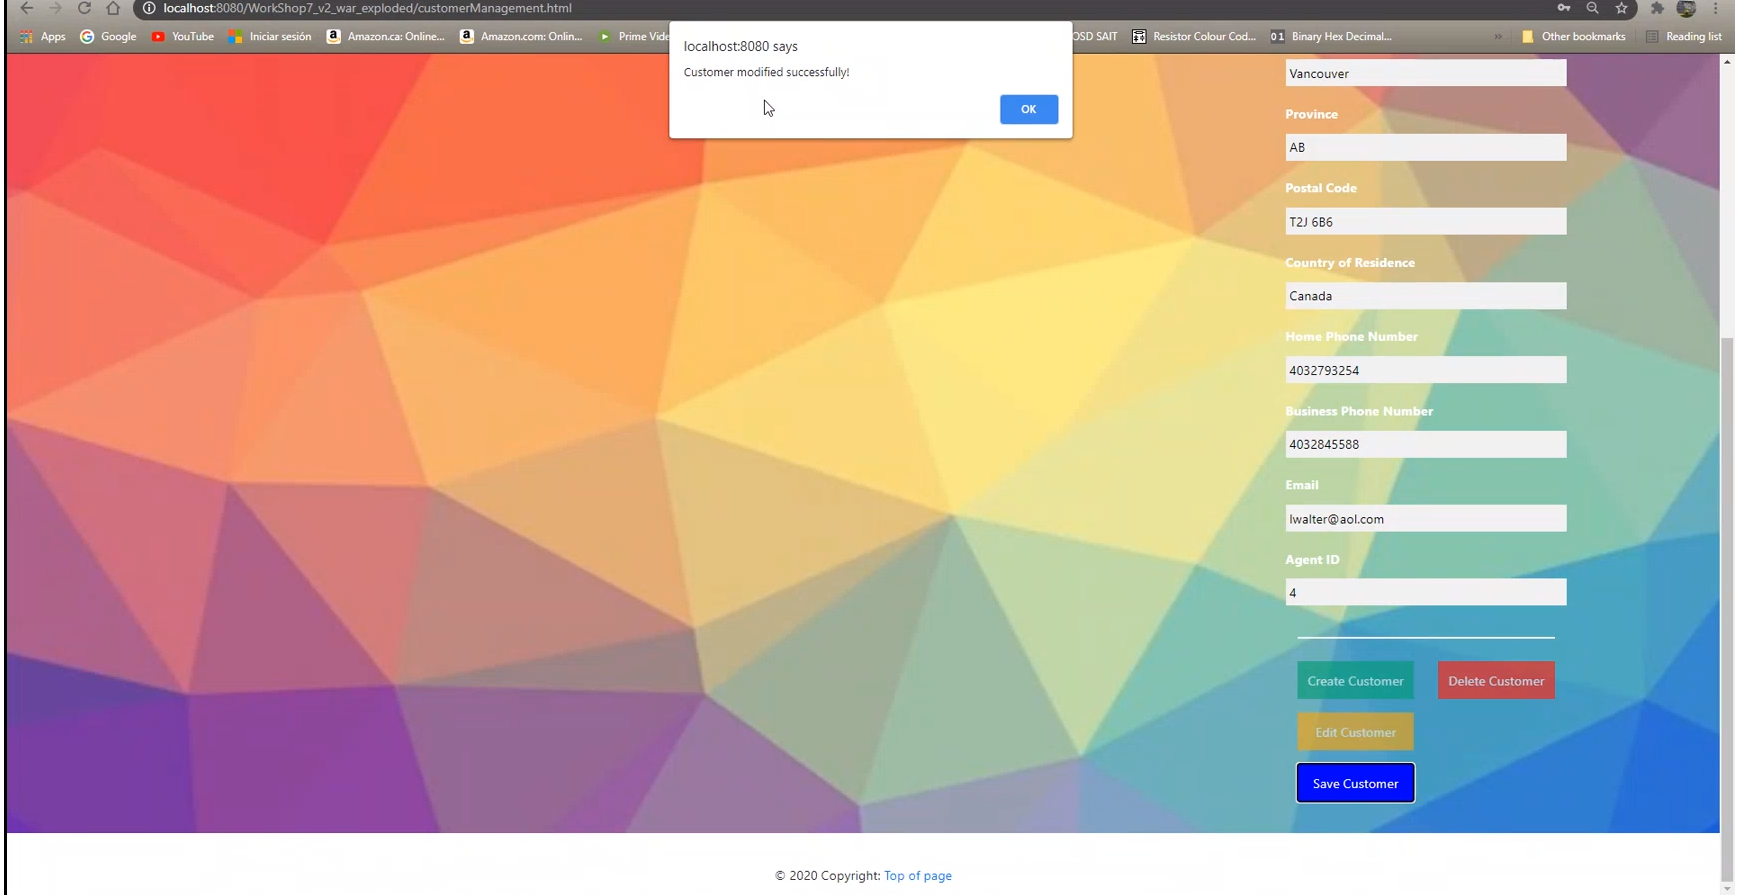 localhost:8080/WorkShop7_v2_war_exploded/customerManagement.html
Apps Google YouTube Iniciar sesión Amazon.ca: Online... Amazon.com: Onlin... Prime Vide OSD SAIT Resistor Colour Cod... 01 Binary Hex Decimal... » Other bookmarks Reading list
localhost:8080 says
Customer modified successfully!
OK
Vancouver
Province
AB
Postal Code
T2J 6B6
Country of Residence
Canada
Home Phone Number
4032793254
Business Phone Number
4032845588
Email
lwalter@aol.com
Agent ID
4
Create Customer Delete Customer
Edit Customer
Save Customer
© 2020 Copyright: Top of page